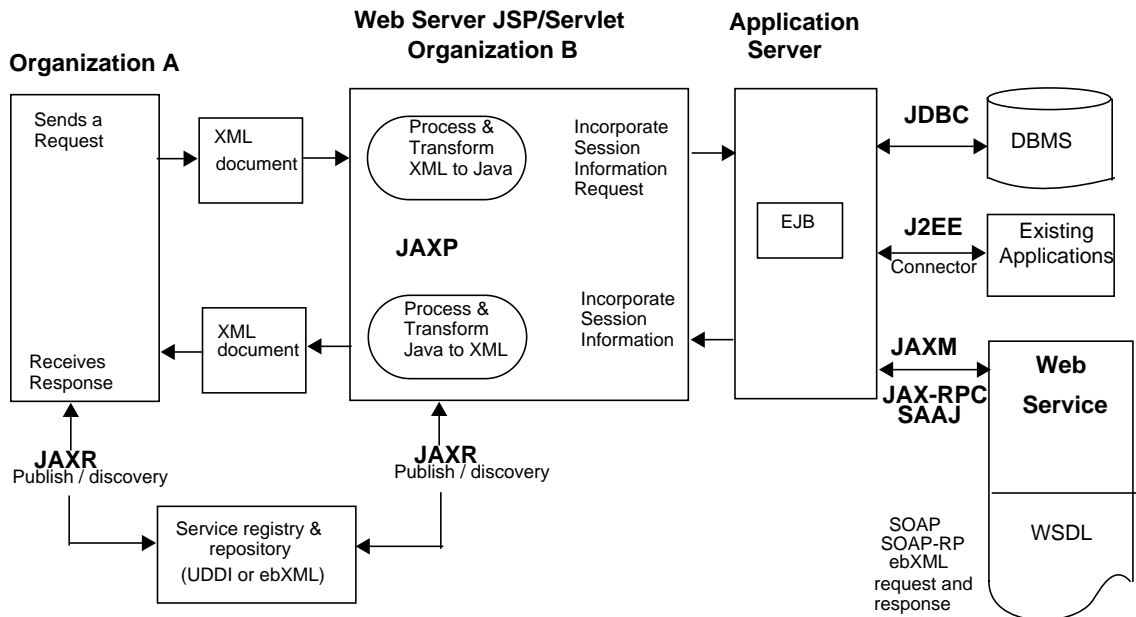 Web Server JSP/Servlet
Organization B
Application
Server
Organization A
Sends a
Request
XML
document
Process &
Transform
XML to Java
Incorporate
Session
Information
Request
JDBC
DBMS
EJB
J2EE
Connector
Existing
Applications
JAXP
Receives
Response
XML
document
Process &
Transform
Java to XML
Incorporate
Session
Information
JAXM
JAX-RPC
SAAJ
Web
Service
JAXR
Publish / discovery
JAXR
Publish / discovery
Service registry &
repository
(UDDI or ebXML)
SOAP
SOAP-RP
ebXML
request and
response
WSDL